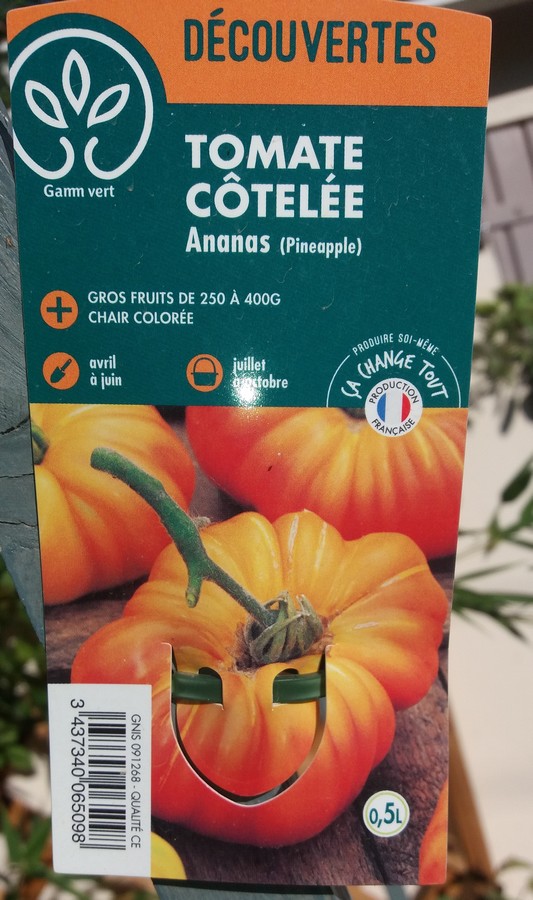 DÉCOUVERTES
Gamm vert
TOMATE
CÔTELÉE
Ananas (Pineapple)
GROS FRUITS DE 250 À 400G
CHAIR COLORÉE
avril
à juin
juillet
à octobre
PRODUIRE SOI-MÊME
ÇA CHANGE TOUT
PRODUCTION
FRANÇAISE
GNIS 091268 - QUALITÉ CE
3 437340 065098
0,5L